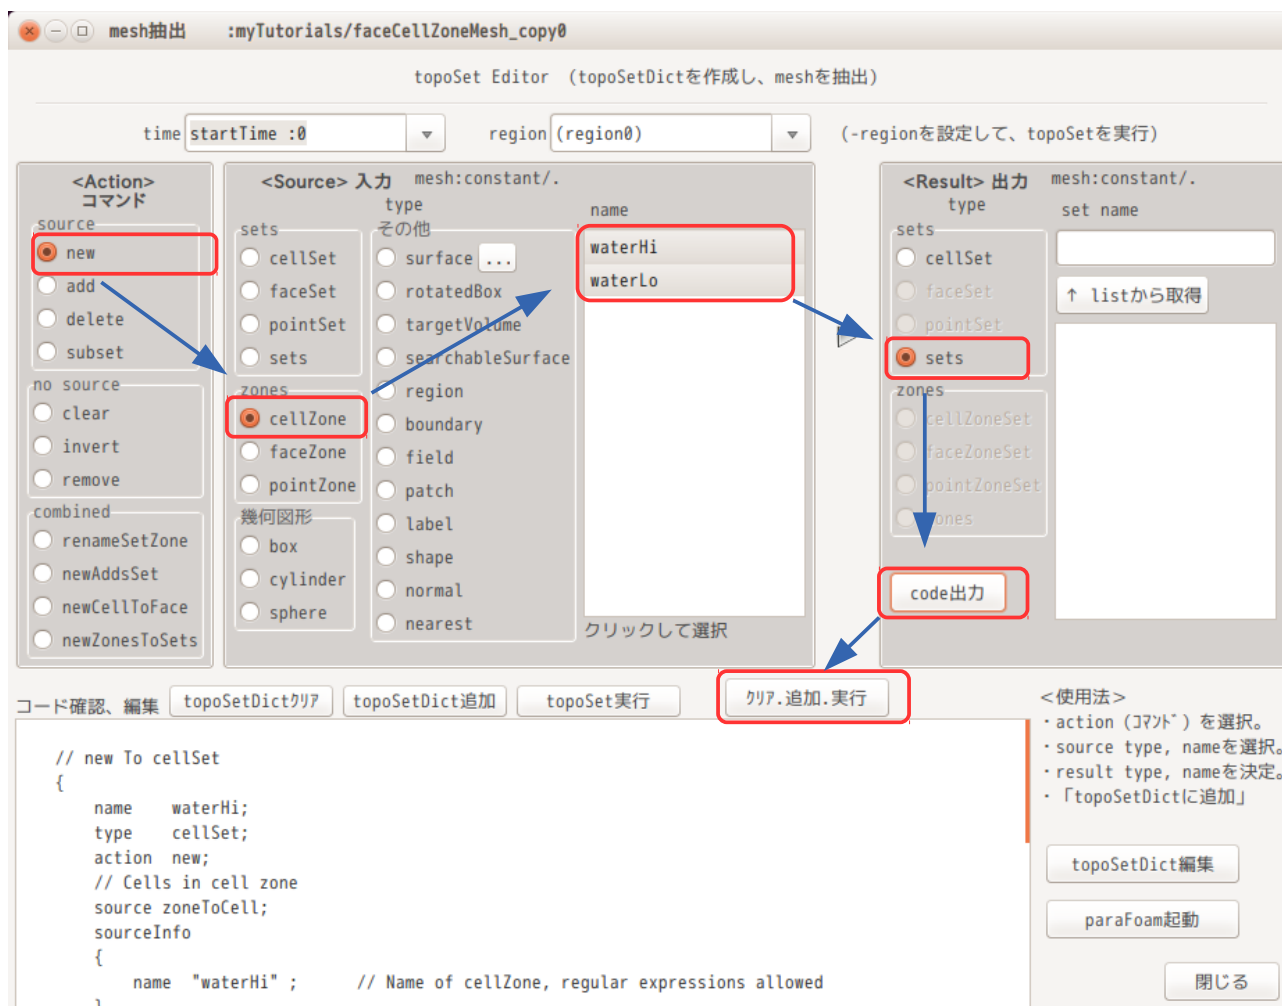 mesh抽出 :myTutorials/faceCellZoneMesh_copy0
topoSet Editor （topoSetDictを作成し、meshを抽出）
time startTime :0 region (region0) (-regionを設定して、topoSetを実行)
<Action>
コマンド
source
new
add
delete
subset
no source
clear
invert
remove
combined
renameSetZone
newAddsSet
newCellToFace
newZonesToSets
<Source> 入力 mesh:constant/.
type
sets
cellSet
faceSet
pointSet
sets
zones
cellZone
faceZone
pointZone
幾何図形
box
cylinder
sphere
その他
surface ...
rotatedBox
targetVolume
searchableSurface
region
boundary
field
patch
label
shape
normal
nearest
name
waterHi
waterLo
クリックして選択
<Result> 出力 mesh:constant/.
type
sets
cellSet
faceSet
pointSet
sets
zones
cellZoneSet
faceZoneSet
pointZoneSet
zones
code出力
set name
↑ listから取得
コード確認、編集 topoSetDictｸﾘｱ topoSetDict追加 topoSet実行 ｸﾘｱ.追加.実行
// new To cellSet
{
name waterHi;
type cellSet;
action new;
// Cells in cell zone
source zoneToCell;
sourceInfo
{
name "waterHi" ; // Name of cellZone, regular expressions allowed
}
＜使用法＞
・action (ｺﾏﾝﾄﾞ) を選択。
・source type, nameを選択。
・result type, nameを決定。
・「topoSetDictに追加」
topoSetDict編集
paraFoam起動
閉じる